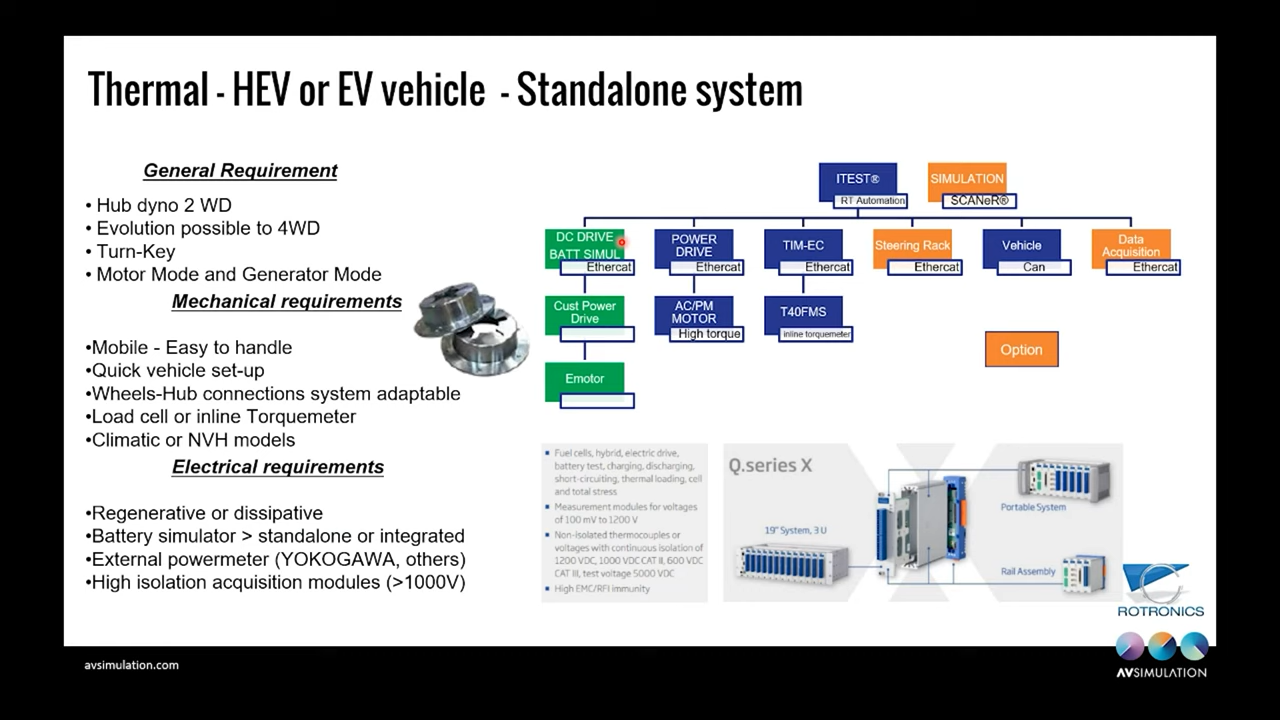 Thermal - HEV or EV vehicle - Standalone system
General Requirement
• Hub dyno 2 WD
• Evolution possible to 4WD
• Turn-Key
• Motor Mode and Generator Mode
Mechanical requirements
•Mobile - Easy to handle
•Quick vehicle set-up
•Wheels-Hub connections system adaptable
•Load cell or inline Torquemeter
•Climatic or NVH models
Electrical requirements
•Regenerative or dissipative
•Battery simulator > standalone or integrated
•External powermeter (YOKOGAWA, others)
•High isolation acquisition modules (>1000V)
ITEST®
RT Automation
SIMULATION
SCANeR®
DC DRIVE
BATT SIMUL
Ethercat
POWER
DRIVE
Ethercat
TIM-EC
Ethercat
Steering Rack
Ethercat
Vehicle
Can
Data
Acquisition
Ethercat
Cust Power
Drive
AC/PM
MOTOR
High torque
T40FMS
inline torquemeter
Option
Emotor
▪ Fuel cells, hybrid, electric drive,
battery test, charging, discharging,
short-circuiting, thermal loading, cell
and total stress
▪ Measurement modules for voltages
of 100 mV to 1200 V
▪ Non-isolated thermocouples or
voltages with continuous isolation of
1200 VDC, 1000 VDC CAT II, 600 VDC
CAT III, test voltage 5000 VDC
▪ High EMC/RFI immunity
Q.series X
19" System, 3 U
Portable System
Rail Assembly
ROTRONICS
avsimulation.com
AVSIMULATION